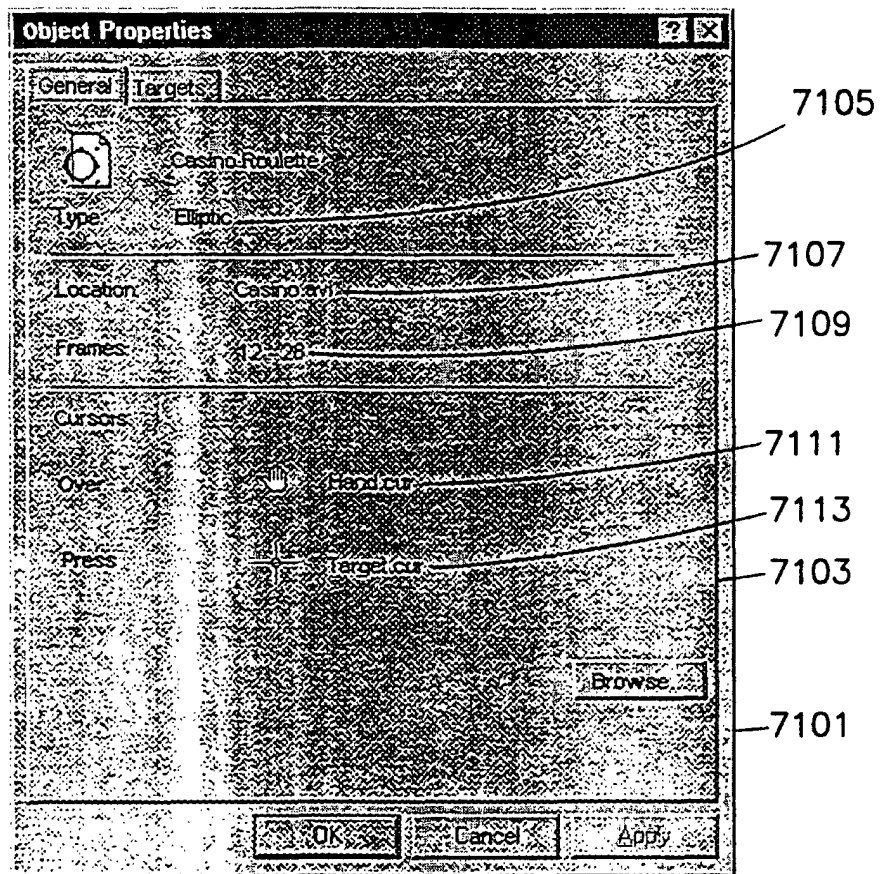 Object Properties
General Targets
7105
Casino Roulette
Type Elliptic
7107
Location: Casino.avi
7109
Frames: 12 - 28
Cursors
7111
Over Hand.cur
7113
Press Target.cur
7103
Browse...
7101
OK Cancel Apply